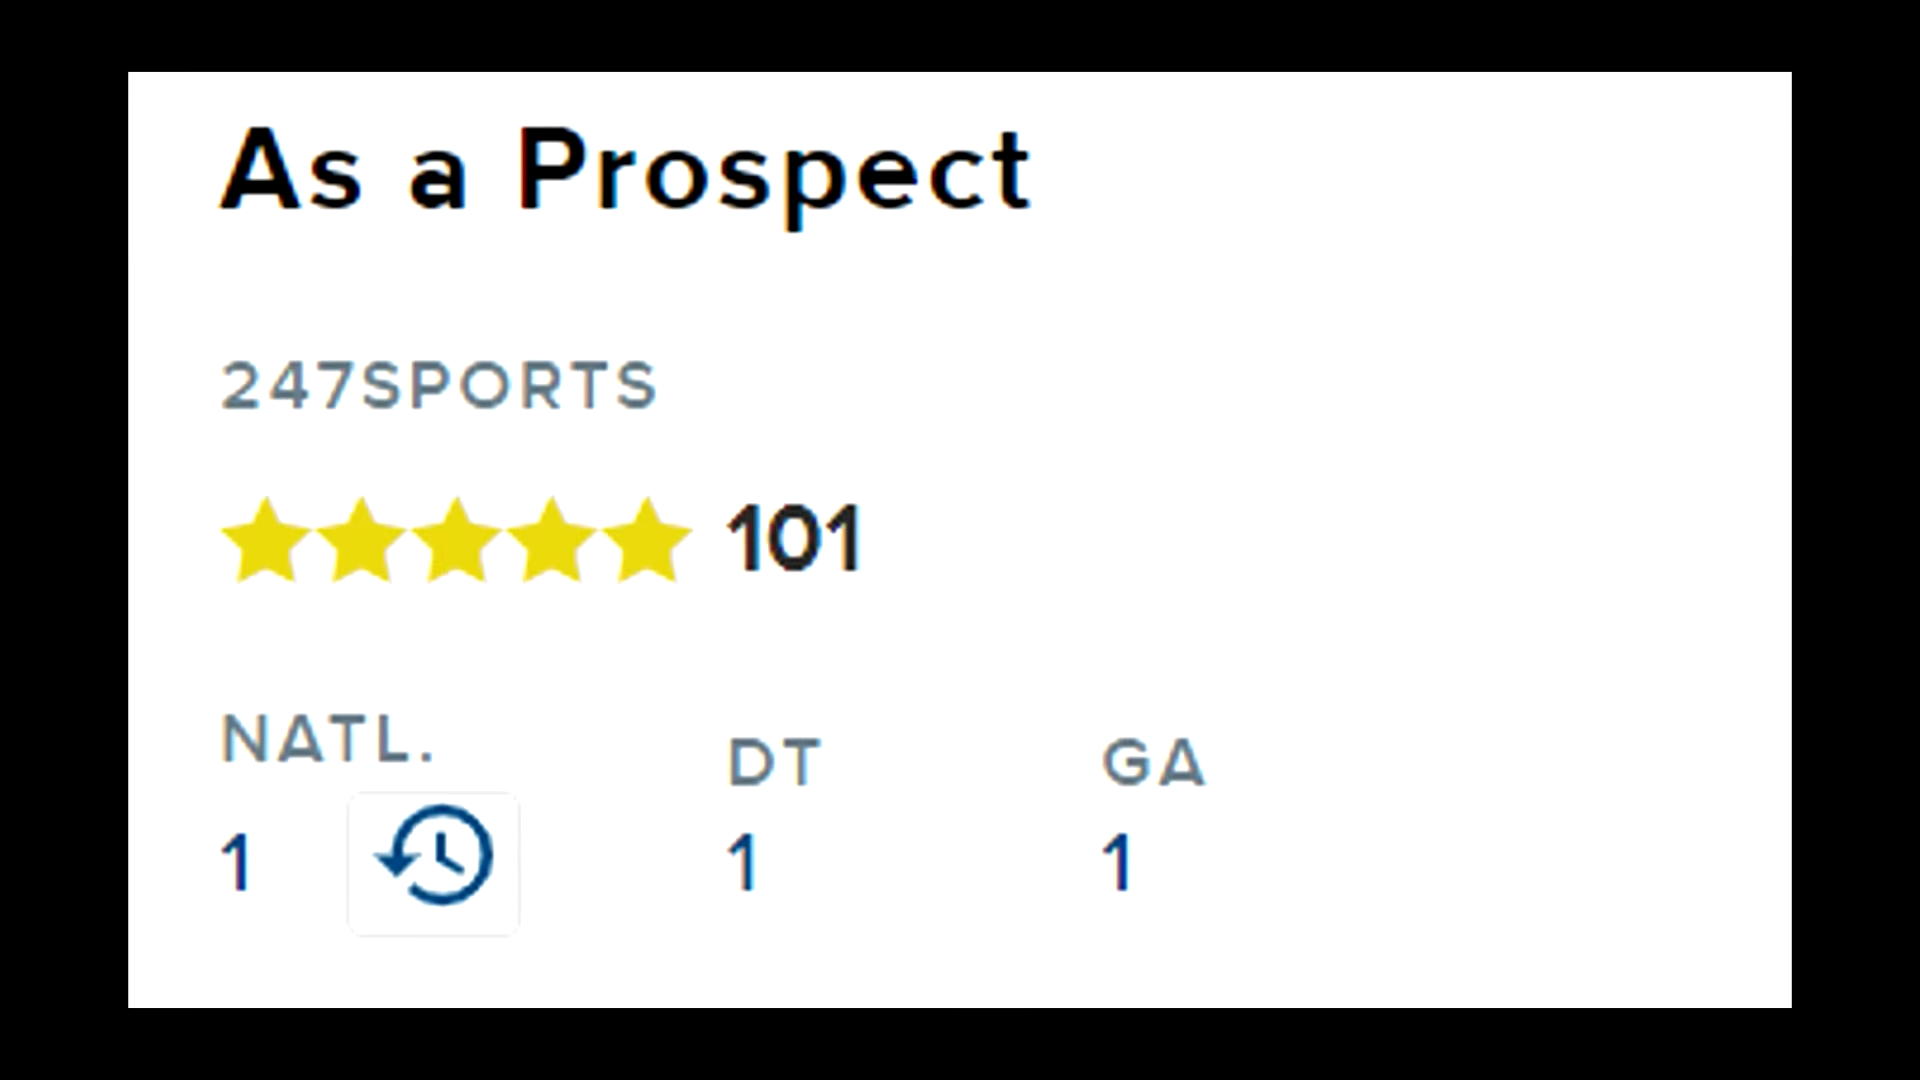 As a Prospect
247SPORTS
101
NATL. DT GA
1 1 1